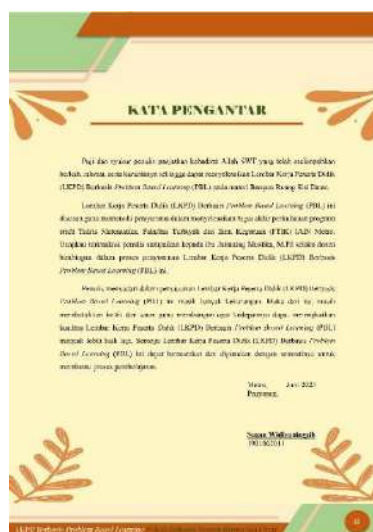 KATA PENGANTAR
Puji dan syukur penulis panjatkan kehadirat Allah SWT yang telah melimpahkan
berkah, rahmat, serta karunianya sehingga dapat menyelesaikan Lembar Kerja Peserta Didik
(LKPD) Berbasis Problem Based Learning (PBL) pada materi Bangun Ruang Sisi Datar.
Lembar Kerja Peserta Didik (LKPD) Berbasis Problem Based Learning (PBL) ini
disusun guna memenuhi persyaratan dalam menyelesaikan tugas akhir perkuliahan program
studi Tadris Matematika, Fakultas Tarbiyah dan Ilmu Keguruan (FTIK) IAIN Metro.
Ucapkan terimakasih penulis sampaikan kepada ibu Juitaning Mustika, M.Pd selaku dosen
bimbingan dalam proses penyusunan Lembar Kerja Peserta Didik (LKPD) Berbasis
Problem Based Learning (PBL) ini.
Penulis menyadari dalam penyusunan Lembar Kerja Peserta Didik (LKPD) Berbasis
Problem Based Learning (PBL) ini masih banyak kekurangan. Maka dari itu, masih
membutuhkan kritik dan saran yang membangun agar kedepannya dapat meningkatkan
kualitas Lembar Kerja Peserta Didik (LKPD) Berbasis Problem Based Learning (PBL)
menjadi lebih baik lagi. Semoga Lembar Kerja Peserta Didik (LKPD) Berbasis Problem
Based Learning (PBL) ini dapat bermanfaat dan digunakan dengan semestinya untuk
membantu proses pembelajaran.
Metro, Juni 2023
Penyusun,
LKPD Berbasis Problem Based Learning